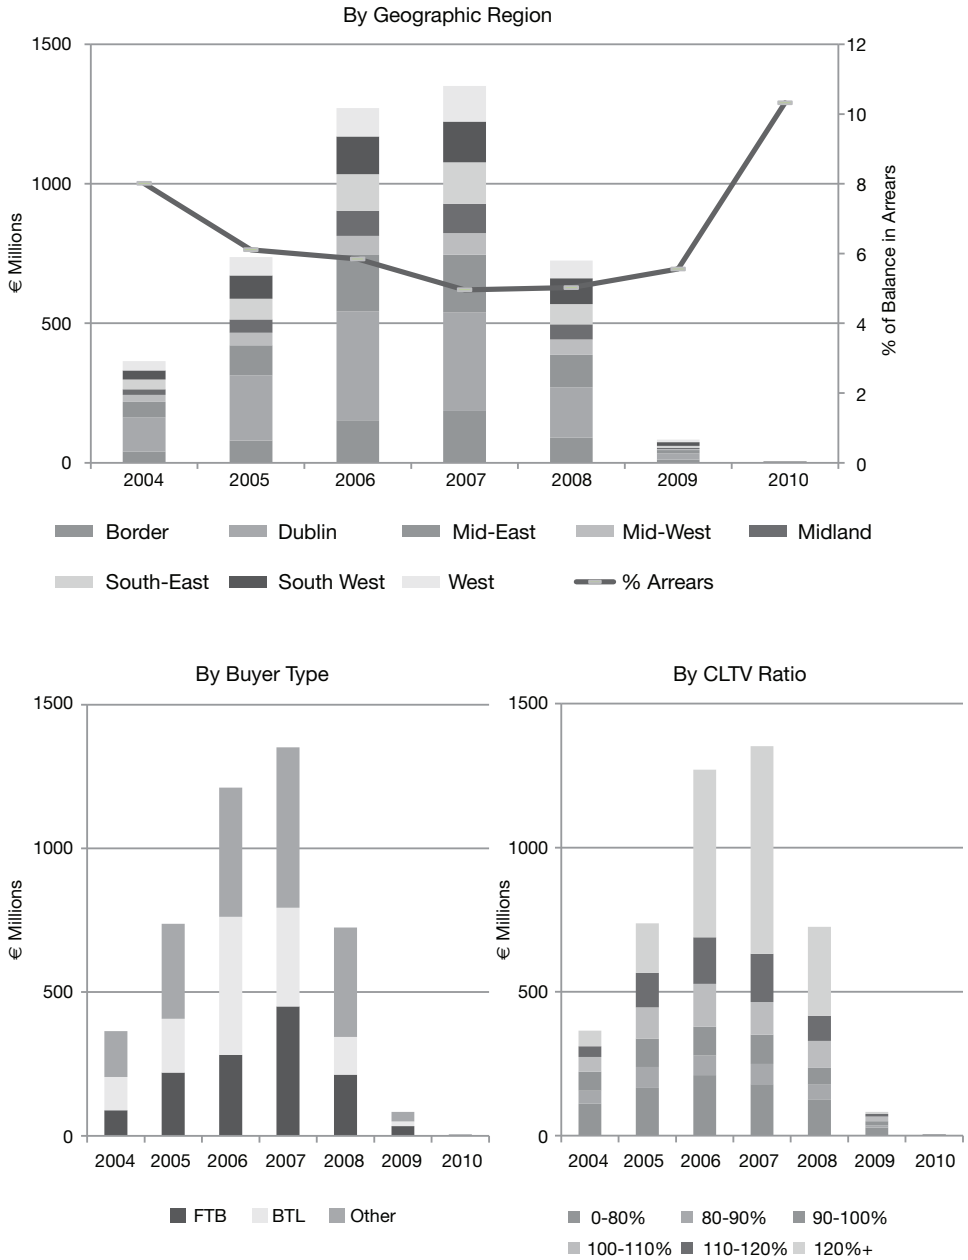 By Geographic Region
1500 12
10
1000 8
€ Millions
% of Balance in Arrears
6
500 4
2
0 0
2004 2005 2006 2007 2008 2009 2010
Border Dublin Mid-East Mid-West Midland
South-East South West West % Arrears
By Buyer Type
1500
1000
€ Millions
500
0
2004 2005 2006 2007 2008 2009 2010
FTB BTL Other
By CLTV Ratio
1500
1000
€ Millions
500
0
2004 2005 2006 2007 2008 2009 2010
0-80% 80-90% 90-100%
100-110% 110-120% 120%+